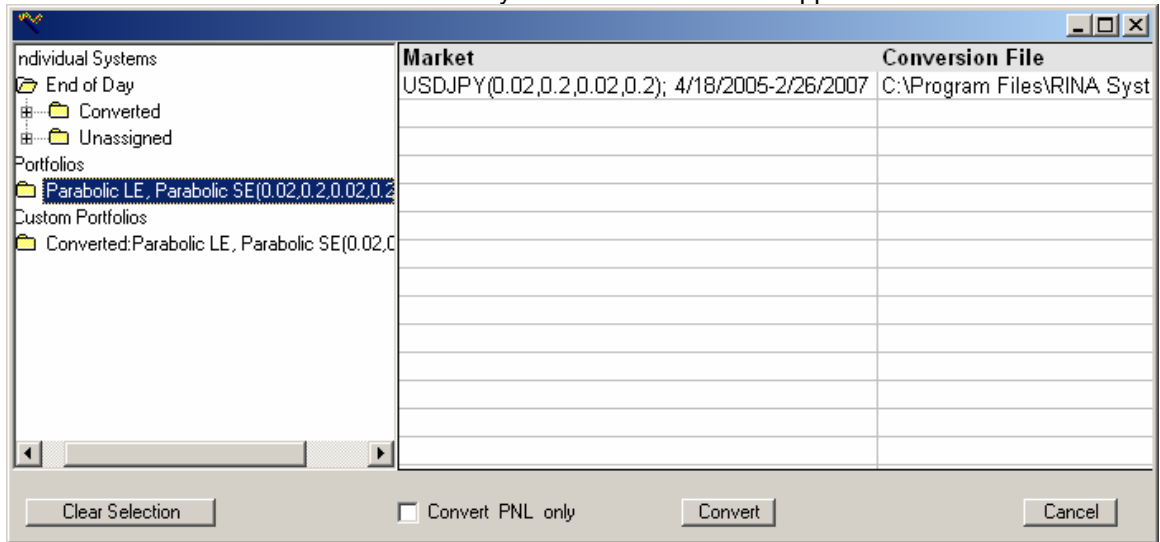 ndividual Systems
End of Day
Converted
Unassigned
Portfolios
Parabolic LE, Parabolic SE(0.02,0.2,0.02,0.2
Custom Portfolios
Converted:Parabolic LE, Parabolic SE(0.02,0
Market Conversion File
USDJPY(0.02,0.2,0.02,0.2); 4/18/2005-2/26/2007 C:\Program Files\RINA Syst
Clear Selection Convert PNL only Convert Cancel